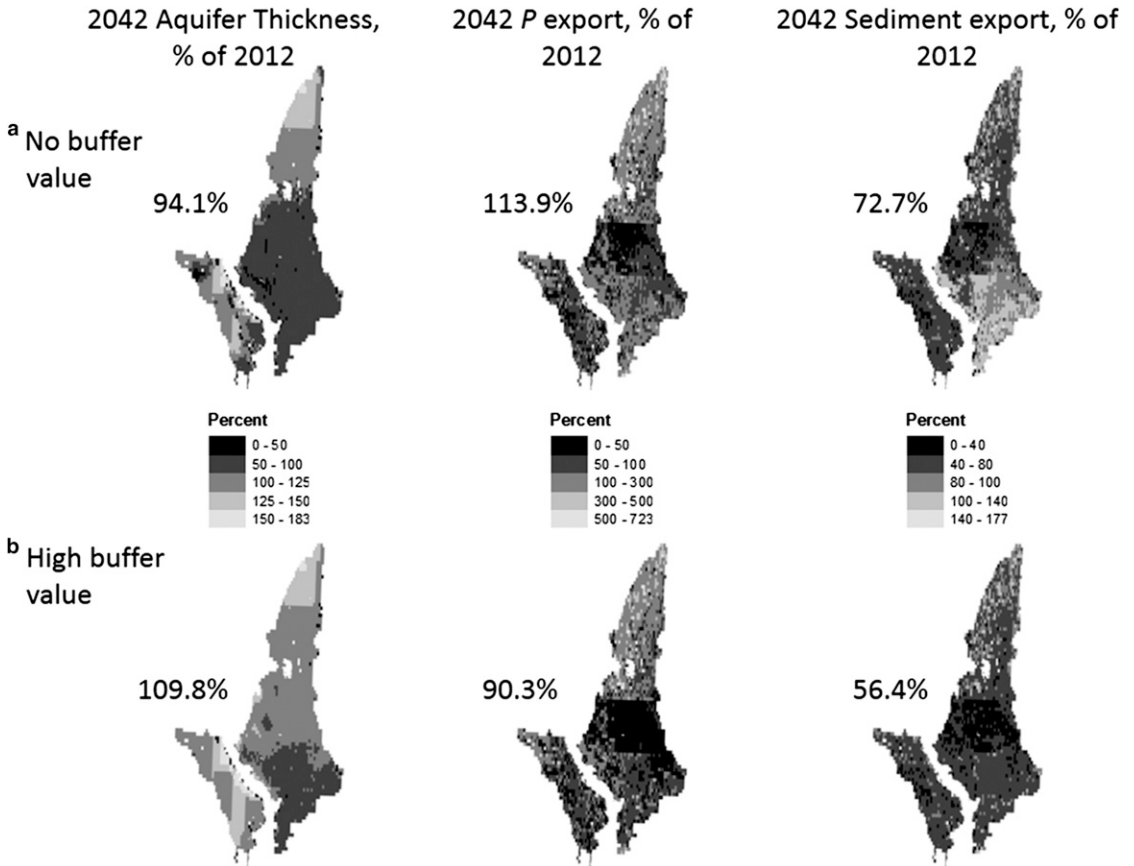 2042 Aquifer Thickness,
% of 2012
2042 P export, % of
2012
2042 Sediment export, % of
2012
a No buffer
value
94.1%
113.9%
72.7%
Percent
0 - 50
50 - 100
100 - 125
125 - 150
150 - 183
Percent
0 - 50
50 - 100
100 - 300
300 - 500
500 - 723
Percent
0 - 40
40 - 80
80 - 100
100 - 140
140 - 177
b High buffer
value
109.8%
90.3%
56.4%